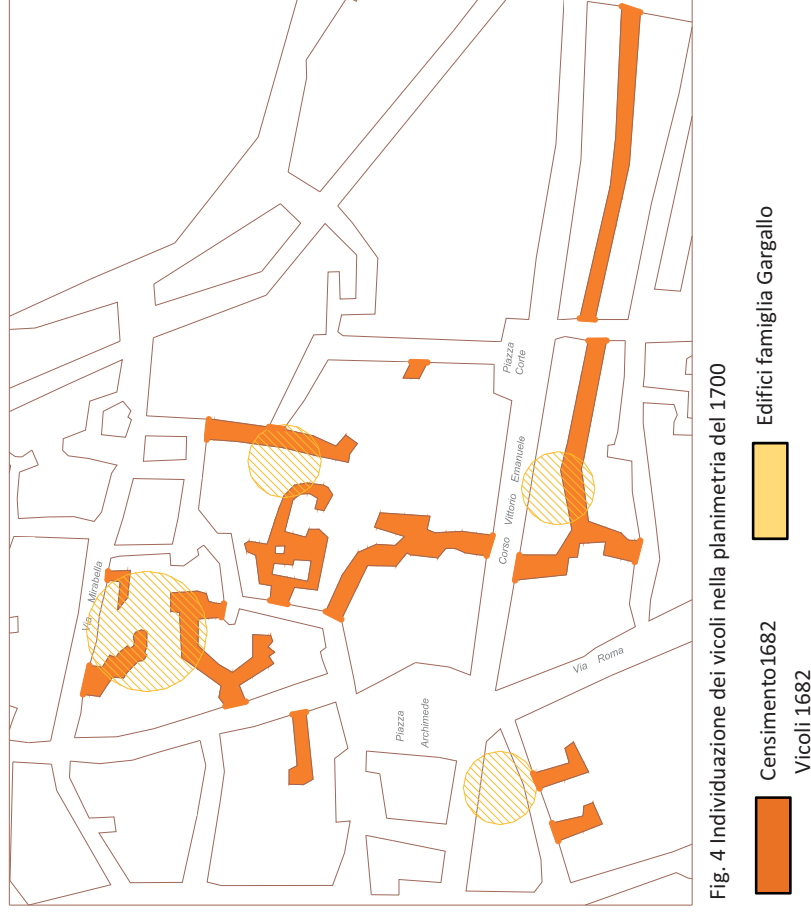 Via Mirabella
Piazza
Corte
Corso Vittorio Emanuele
Via Roma
Piazza
Archimede
Fig. 4 Individuazione dei vicoli nella planimetria del 1700
Censimento1682
Vicoli 1682
Edifici famiglia Gargallo